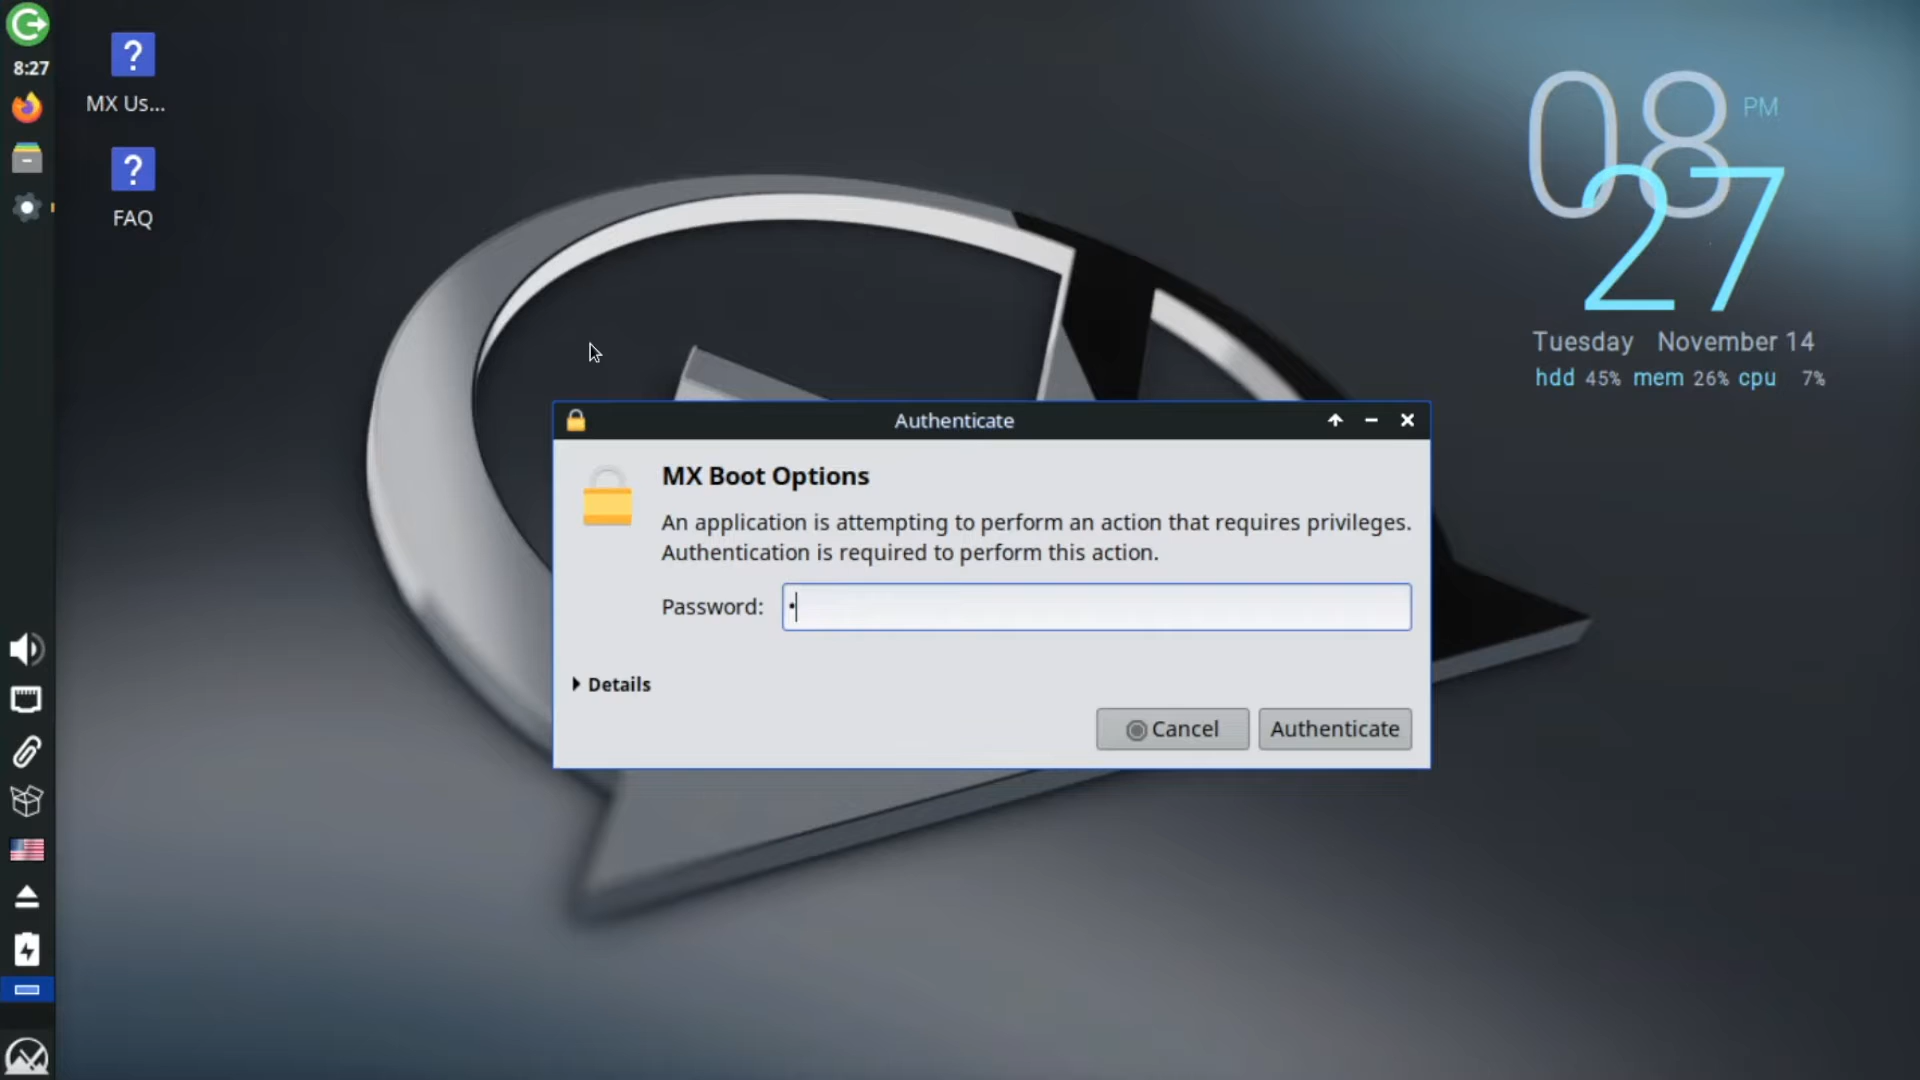 8:27
?
MX Us...
?
FAQ
08 PM
27
Tuesday November 14
hdd 45% mem 26% cpu 7%
Authenticate
MX Boot Options
An application is attempting to perform an action that requires privileges.
Authentication is required to perform this action.
Password: •
Details
Cancel Authenticate